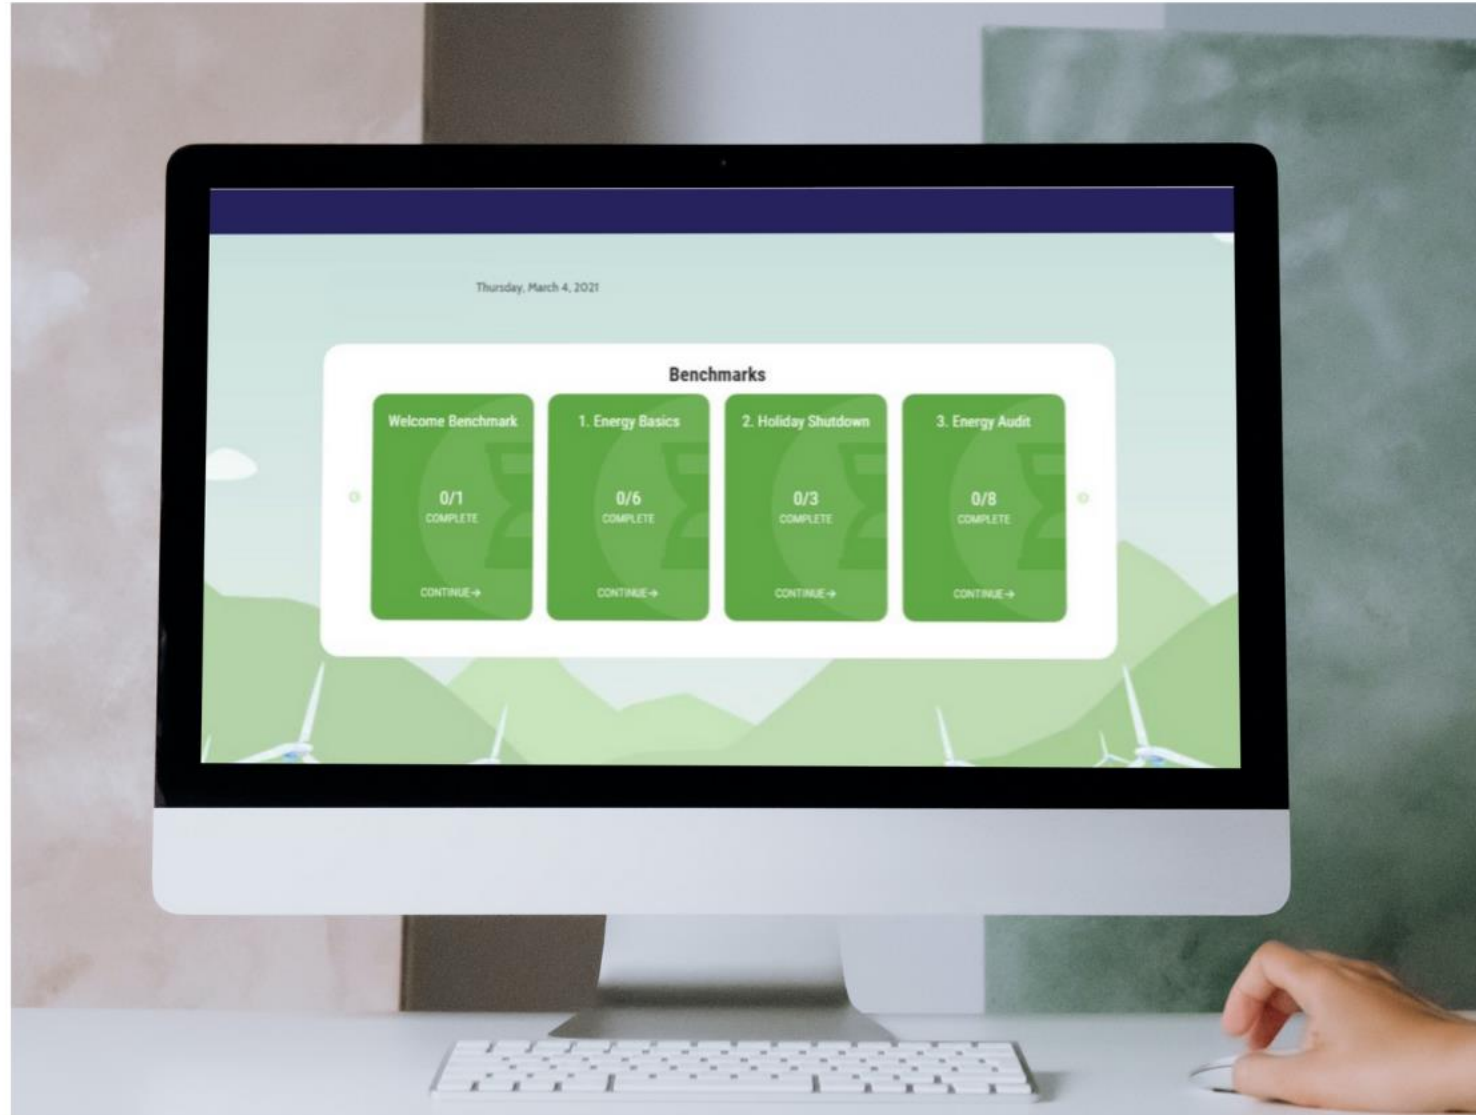 Thursday, March 4, 2021
Benchmarks
Welcome Benchmark
0/1
COMPLETE
CONTINUE→
1. Energy Basics
0/6
COMPLETE
CONTINUE→
2. Holiday Shutdown
0/3
COMPLETE
CONTINUE→
3. Energy Audit
0/8
COMPLETE
CONTINUE→